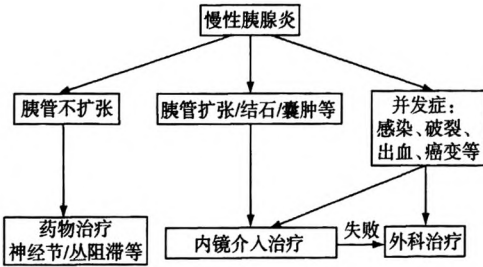 慢性胰腺炎
胰管不扩张
胰管扩张/结石/囊肿等
并发症：
感染、破裂、
出血、癌变等
药物治疗
神经节/丛阻滞等
内镜介人治疗
失败
外科治疗